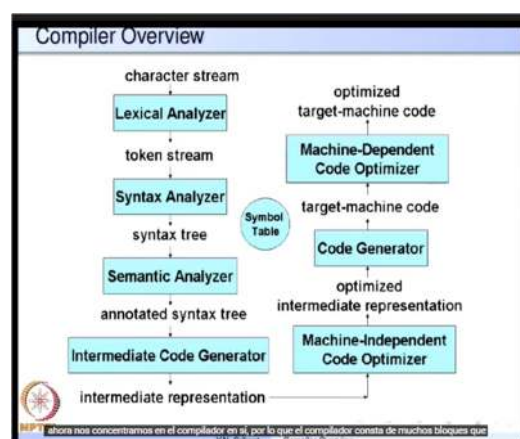 Compiler Overview
character stream
Lexical Analyzer
token stream
Syntax Analyzer
syntax tree
Semantic Analyzer
annotated syntax tree
Intermediate Code Generator
intermediate representation
Symbol
Table
optimized
target-machine code
Machine-Dependent
Code Optimizer
target-machine code
Code Generator
optimized
intermediate representation
Machine-Independent
Code Optimizer
ahora nos concentramos en el compilador en sí, por lo que el compilador consta de muchos bloques que